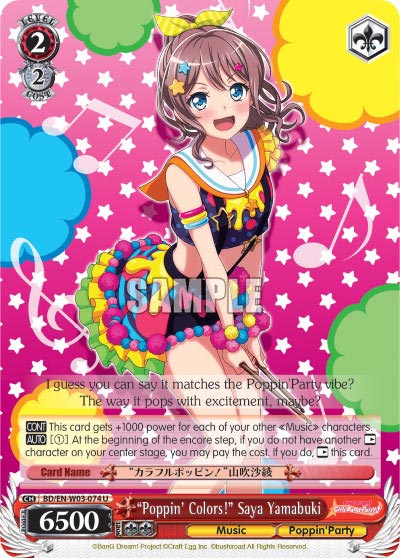 LEVEL
2
2
COST
SAMPLE
I guess you can say it matches the Poppin'Party vibe?
The way it pops with excitement, maybe?
CONT This card gets +1000 power for each of your other «Music» characters.
AUTO [①] At the beginning of the encore step, if you do not have another
character on your center stage, you may pay the cost. If you do, stand this card.
Card Name
"カラフルポッピン！"山吹沙綾
CH BD/EN-W03-074 U
"Poppin' Colors!" Saya Yamabuki
POWER
6500
Music
Poppin'Party
©BanG Dream! Project ©Craft Egg Inc. ©bushiroad All Rights Reserved.